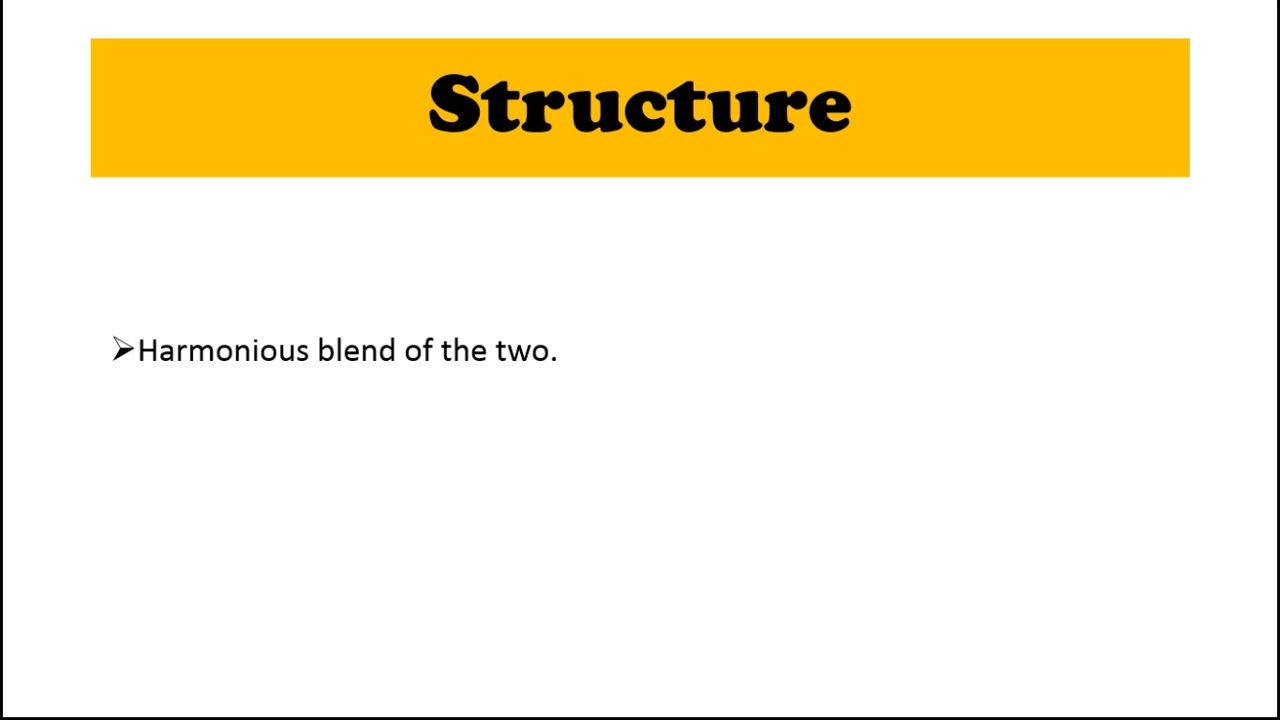 Structure
➢Harmonious blend of the two.